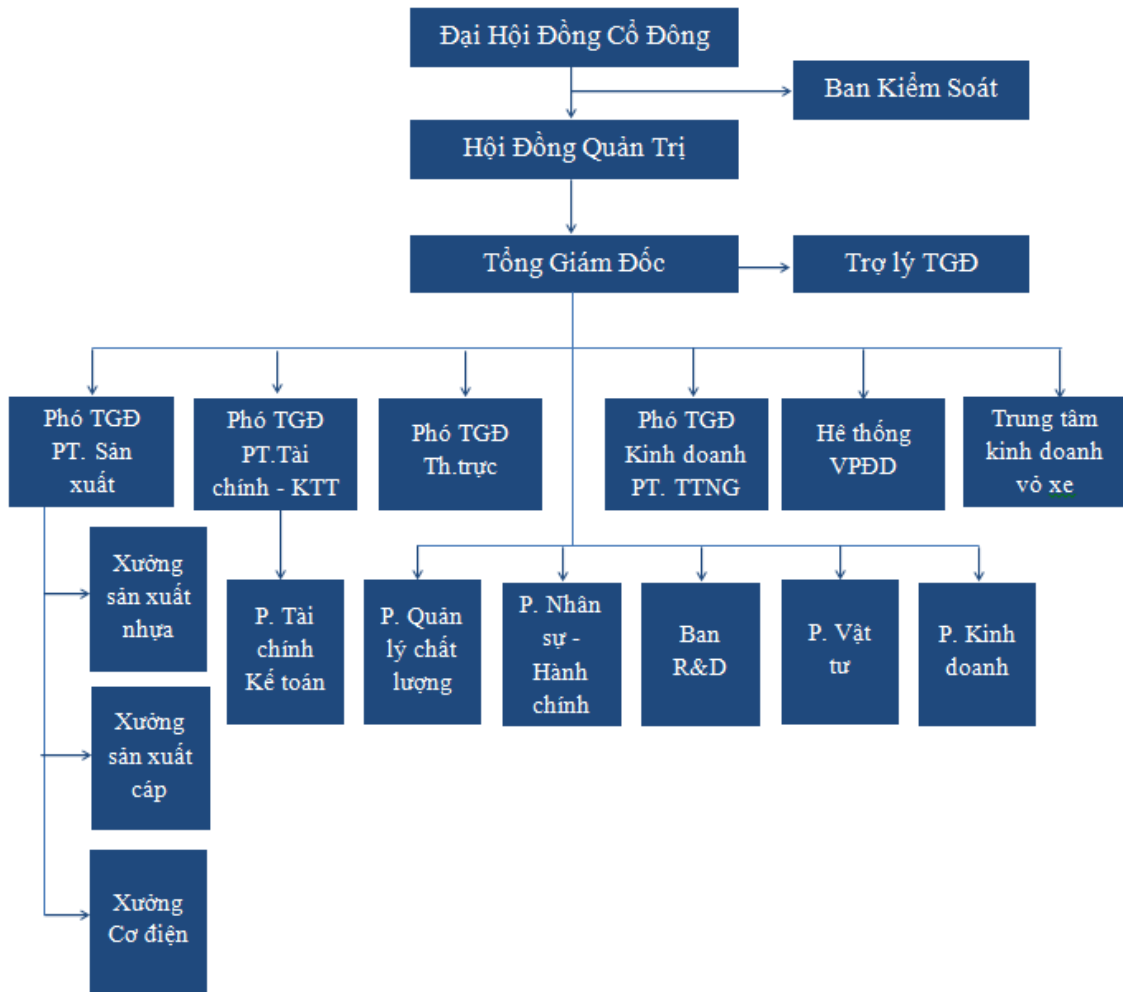 Đại Hội Đồng Cổ Đông
Ban Kiểm Soát
Hội Đồng Quản Trị
Tổng Giám Đốc
Trợ lý TGĐ
Phó TGĐ
PT. Sản
xuất
Phó TGĐ
PT.Tài
chính - KTT
Phó TGĐ
Th.trực
Phó TGĐ
Kinh doanh
PT. TTNG
Hê thống
VPĐD
Trung tâm
kinh doanh
vỏ xe
Xưởng
sản xuất
nhựa
P. Tài
chính
Kế toán
P. Quản
lý chất
lượng
P. Nhân
sự -
Hành
chính
Ban
R&D
P. Vật
tư
P. Kinh
doanh
Xưởng
sản xuất
cáp
Xưởng
Cơ điện